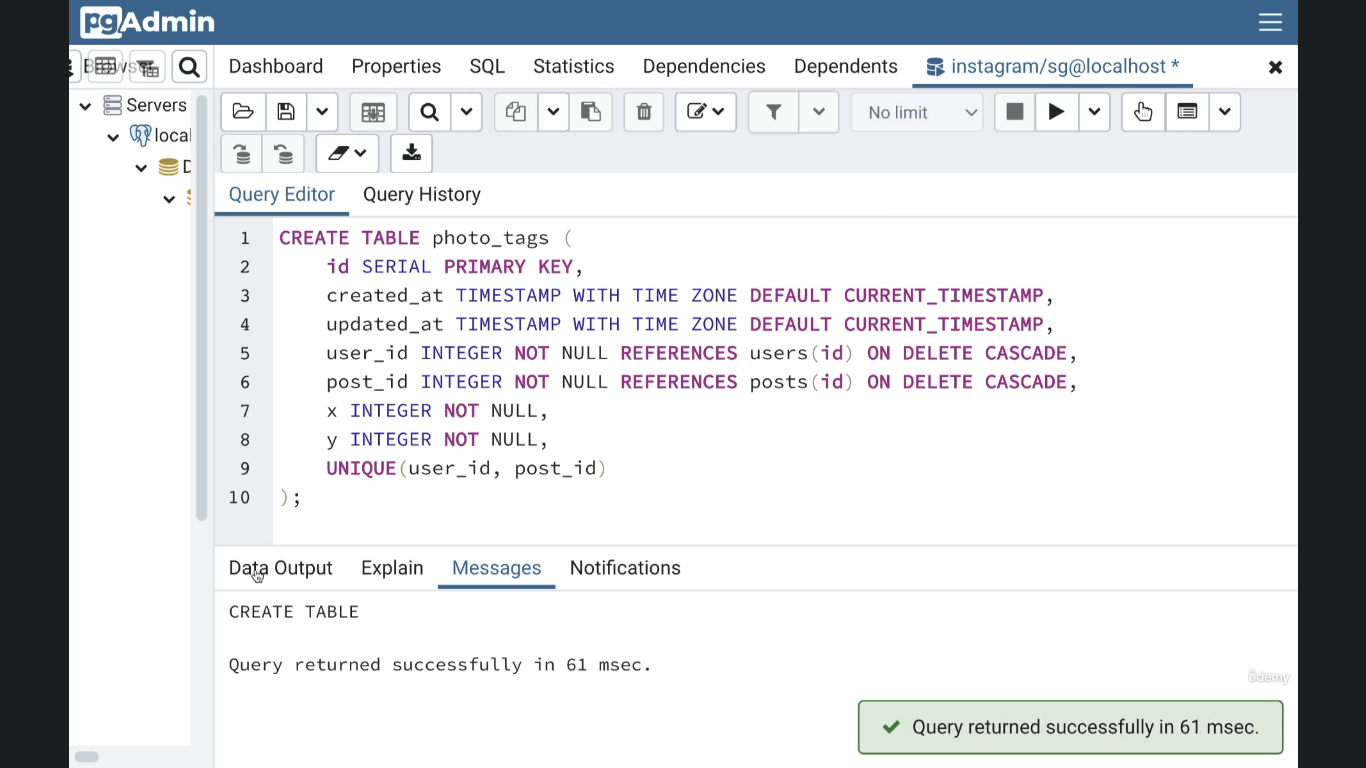 pgAdmin
Dashboard Properties SQL Statistics Dependencies Dependents instagram/sg@localhost *
Servers
local
No limit
Query Editor Query History
1 CREATE TABLE photo_tags (
2 id SERIAL PRIMARY KEY,
3 created_at TIMESTAMP WITH TIME ZONE DEFAULT CURRENT_TIMESTAMP,
4 updated_at TIMESTAMP WITH TIME ZONE DEFAULT CURRENT_TIMESTAMP,
5 user_id INTEGER NOT NULL REFERENCES users(id) ON DELETE CASCADE,
6 post_id INTEGER NOT NULL REFERENCES posts(id) ON DELETE CASCADE,
7 x INTEGER NOT NULL,
8 y INTEGER NOT NULL,
9 UNIQUE(user_id, post_id)
10 );
Data Output Explain Messages Notifications
CREATE TABLE
Query returned successfully in 61 msec.
ûdemy
Query returned successfully in 61 msec.